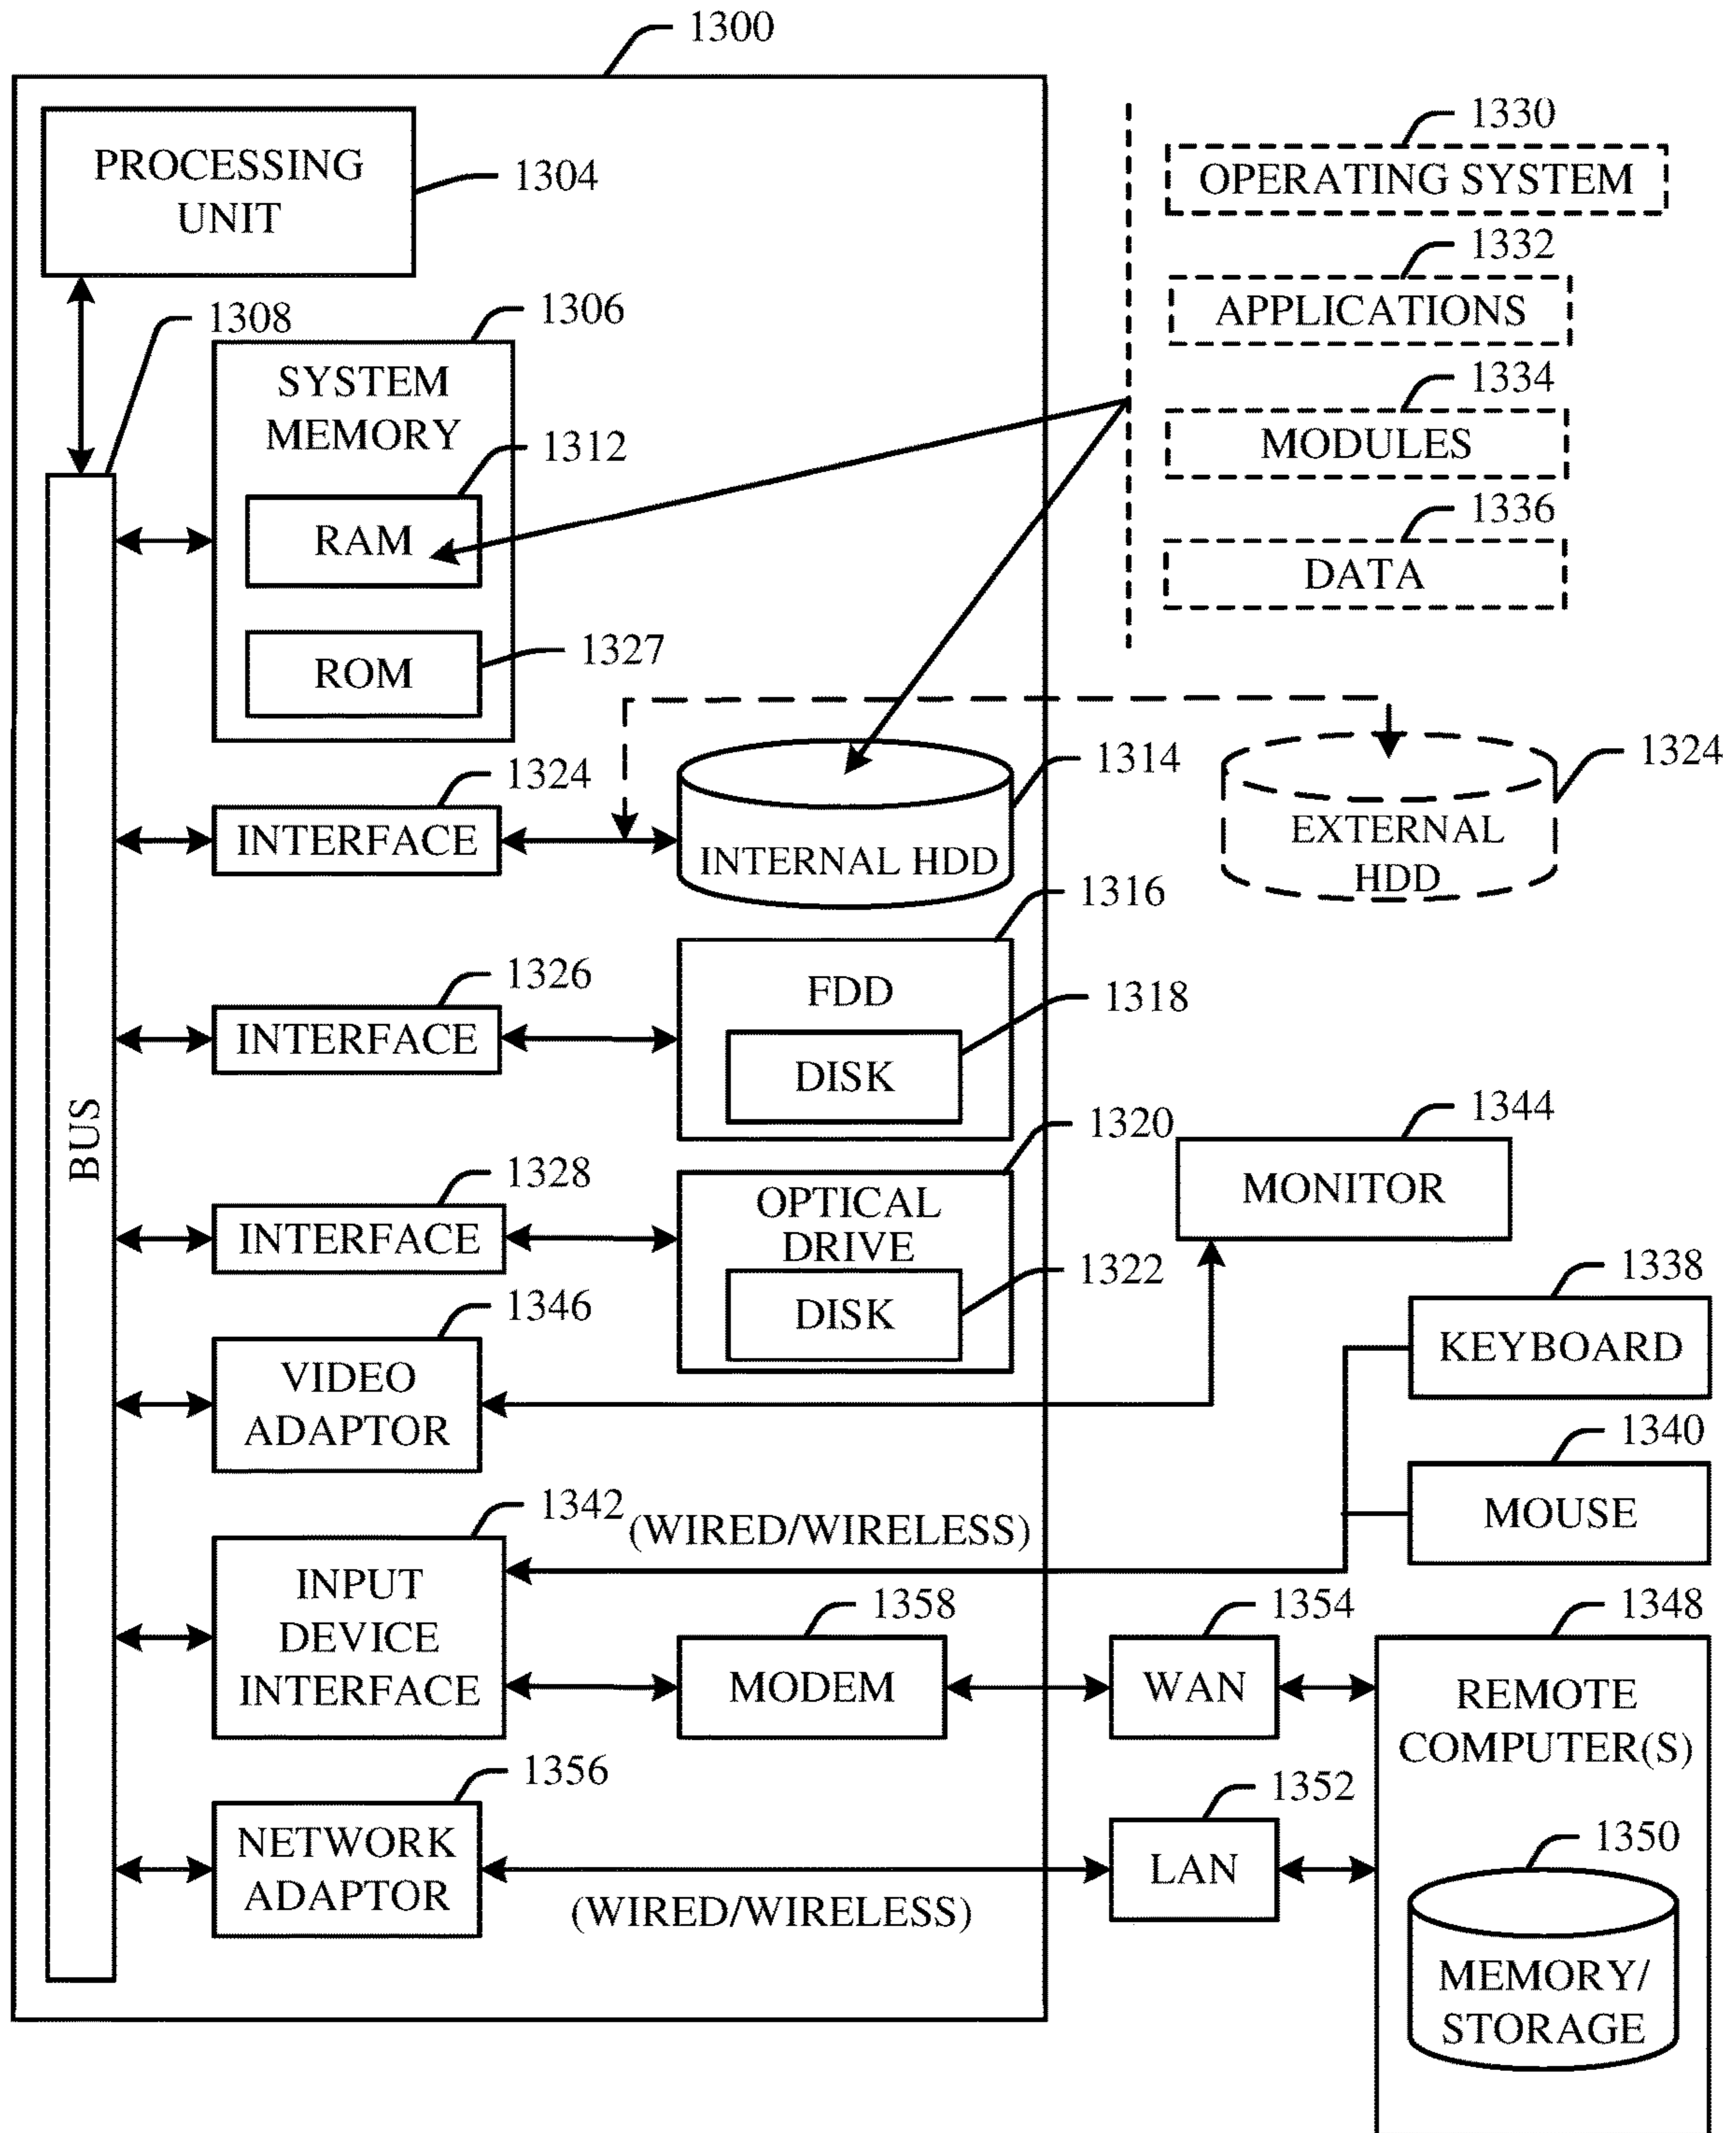 1300
PROCESSING
UNIT
1304
1330
OPERATING SYSTEM
1332
APPLICATIONS
1334
MODULES
1336
DATA
1308
1306
SYSTEM
MEMORY
1312
RAM
1327
ROM
1324
INTERFACE
1314
INTERNAL HDD
1324
EXTERNAL
HDD
1326
INTERFACE
1316
FDD
1318
DISK
BUS
1328
INTERFACE
1320
OPTICAL
DRIVE
1322
DISK
1344
MONITOR
1346
VIDEO
ADAPTOR
1338
KEYBOARD
1340
MOUSE
1342
(WIRED/WIRELESS)
INPUT
DEVICE
INTERFACE
1358
MODEM
1354
WAN
1348
REMOTE
COMPUTER(S)
1356
NETWORK
ADAPTOR
(WIRED/WIRELESS)
1352
LAN
1350
MEMORY/
STORAGE